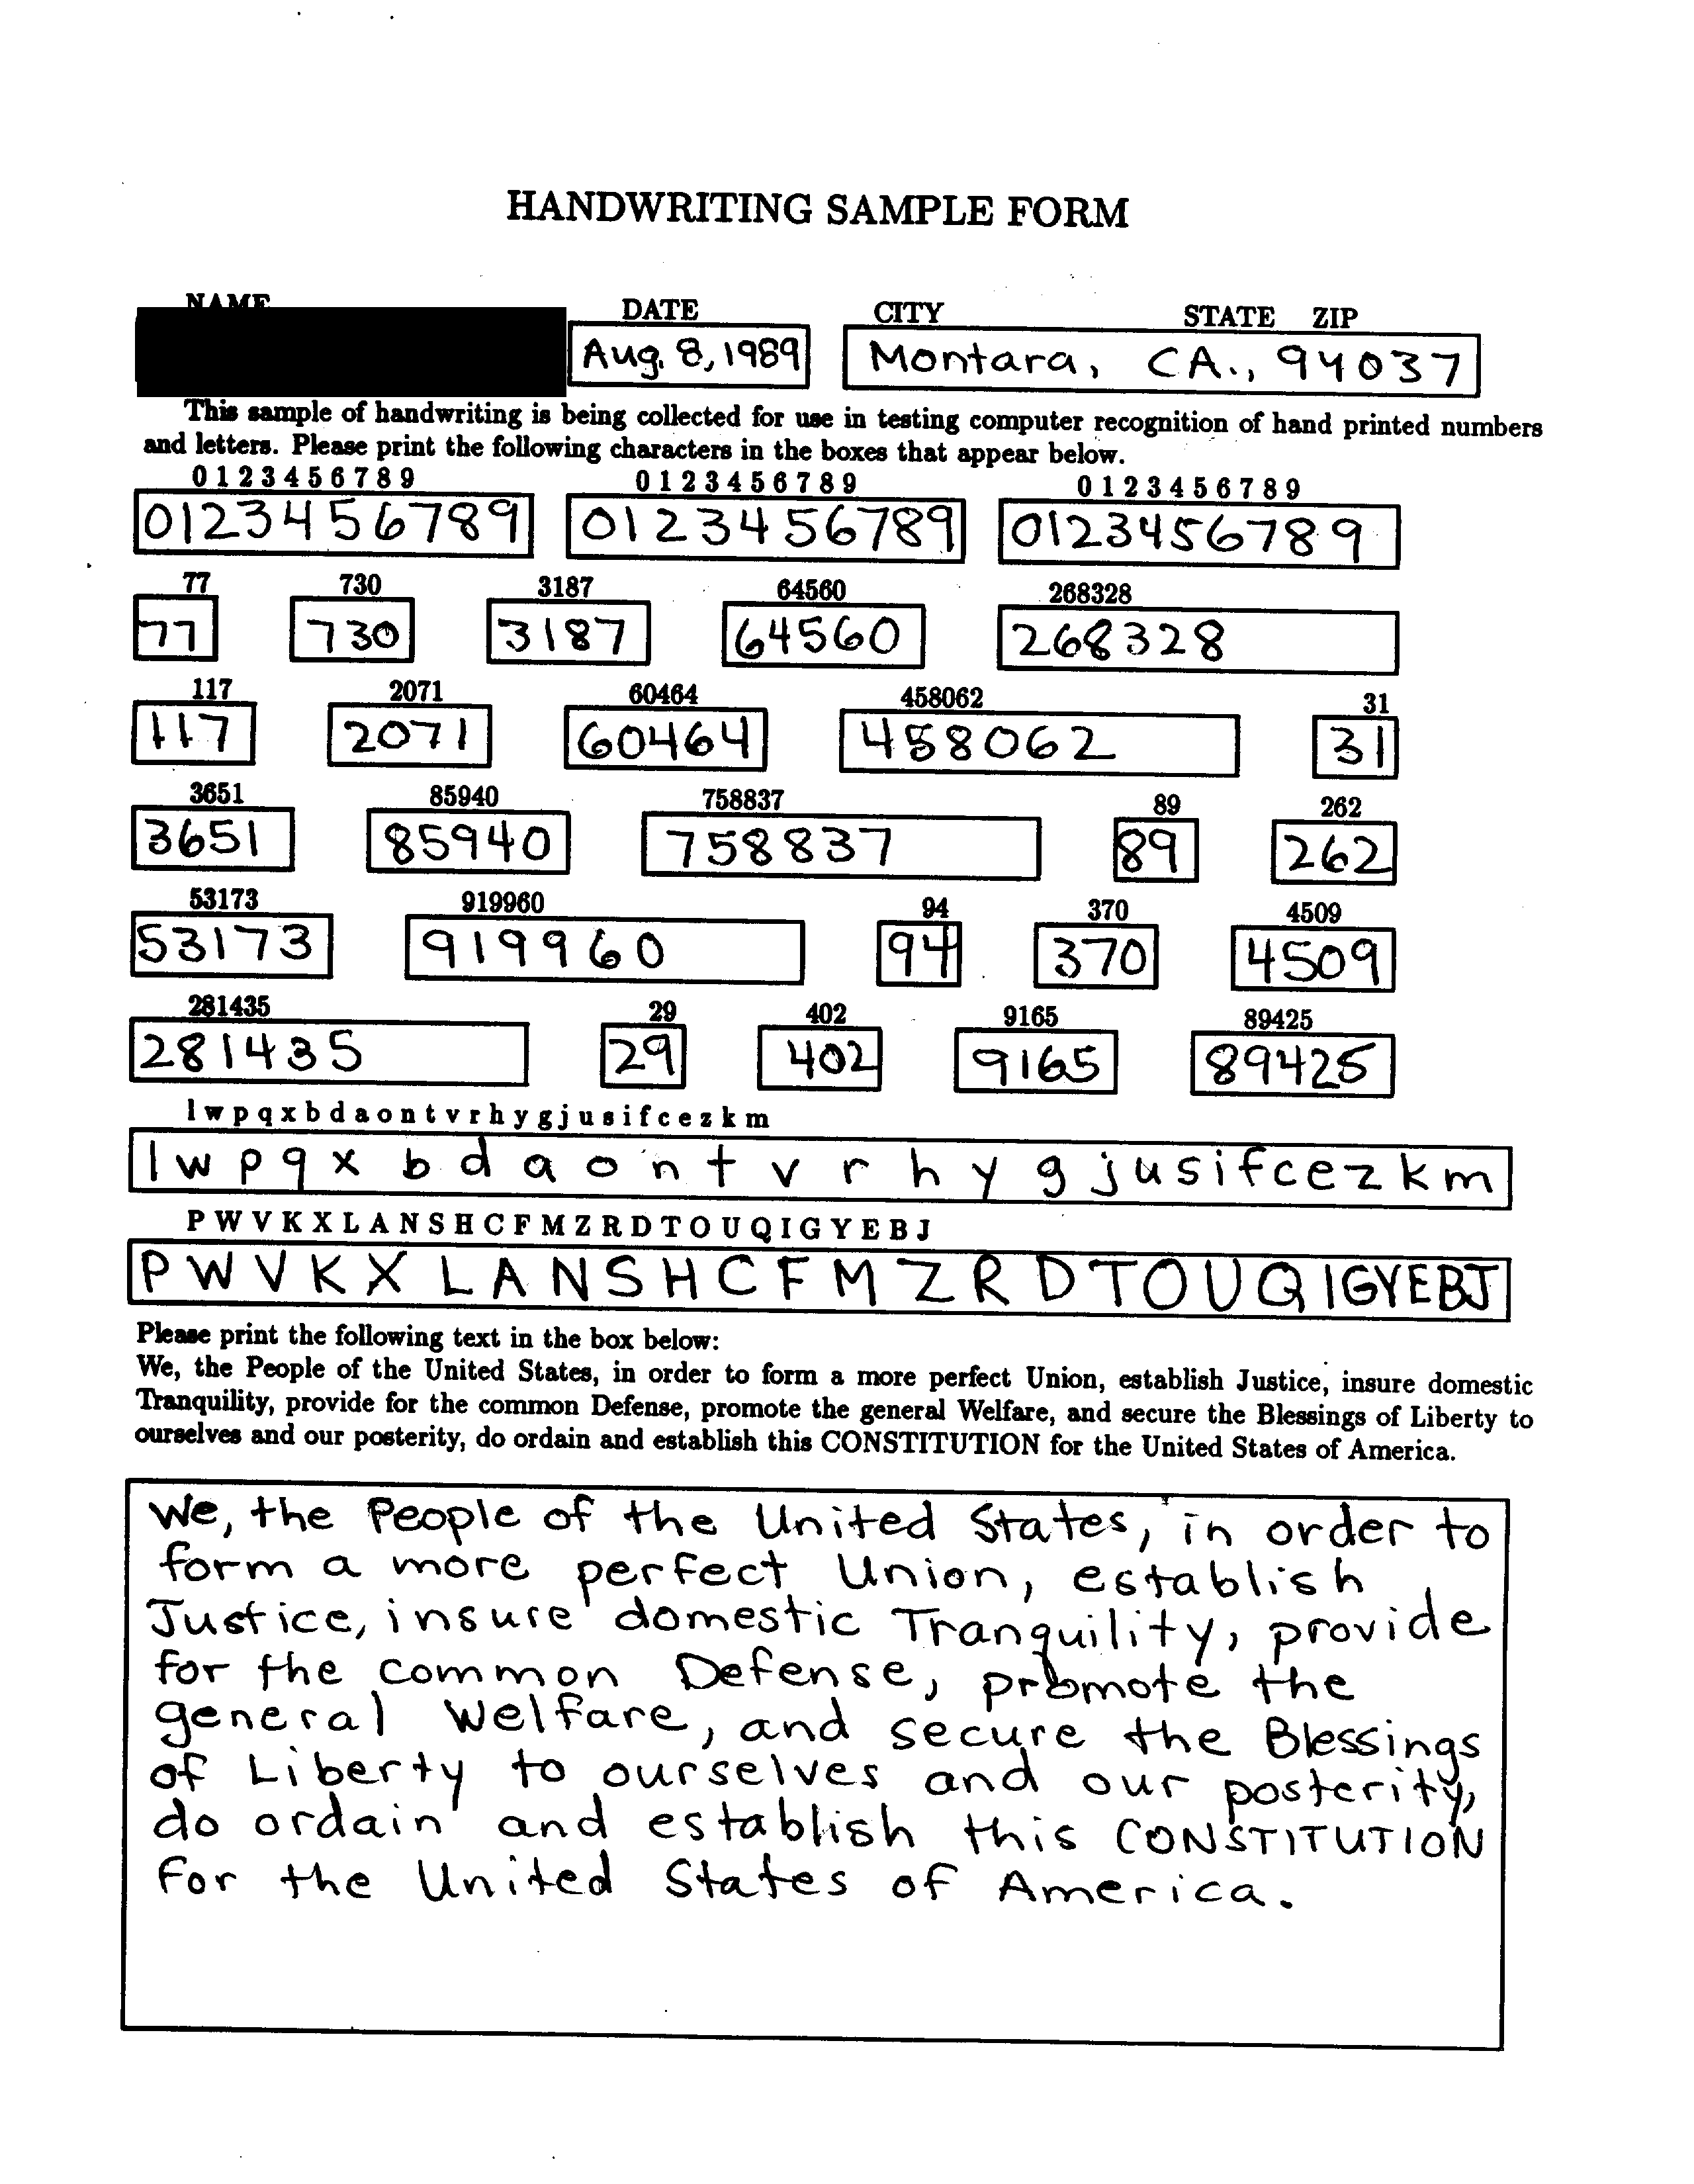 HANDWRITING SAMPLE FORM
NAME DATE CITY STATE ZIP
Aug. 8, 1989 Montara, CA., 94037
This sample of handwriting is being collected for use in testing computer recognition of hand printed numbers
and letters. Please print the following characters in the boxes that appear below.
0 1 2 3 4 5 6 7 8 9 0 1 2 3 4 5 6 7 8 9 0 1 2 3 4 5 6 7 8 9
0123456789 0123456789 0123456789
77 730 3187 64560 268328
77 730 3187 64560 268328
117 2071 60464 458062 31
117 2071 60464 458062 31
3651 85940 758837 89 262
3651 85940 758837 89 262
53173 919960 94 370 4509
53173 919960 94 370 4509
281435 29 402 9165 89425
281435 29 402 9165 89425
l w p q x b d a o n t v r h y g j u s i f c e z k m
l w p q x b d a o n t v r h y g j u s i f c e z k m
P W V K X L A N S H C F M Z R D T O U Q I G Y E B J
P W V K X L A N S H C F M Z R D T O U Q I G Y E B J
Please print the following text in the box below:
We, the People of the United States, in order to form a more perfect Union, establish Justice, insure domestic
Tranquility, provide for the common Defense, promote the general Welfare, and secure the Blessings of Liberty to
ourselves and our posterity, do ordain and establish this CONSTITUTION for the United States of America.
We, the People of the United States, in order to
form a more perfect Union, establish
Justice, insure domestic Tranquility, provide
for the common Defense, promote the
general Welfare, and secure the Blessings
of Liberty to ourselves and our posterity,
do ordain and establish this CONSTITUTION
for the United States of America.